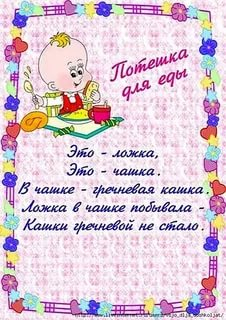 Потешка
для еды
Это - ложка,
Это - чашка.
В чашке - гречневая кашка.
Ложка в чашке побывала -
Кашки гречневой не стало.